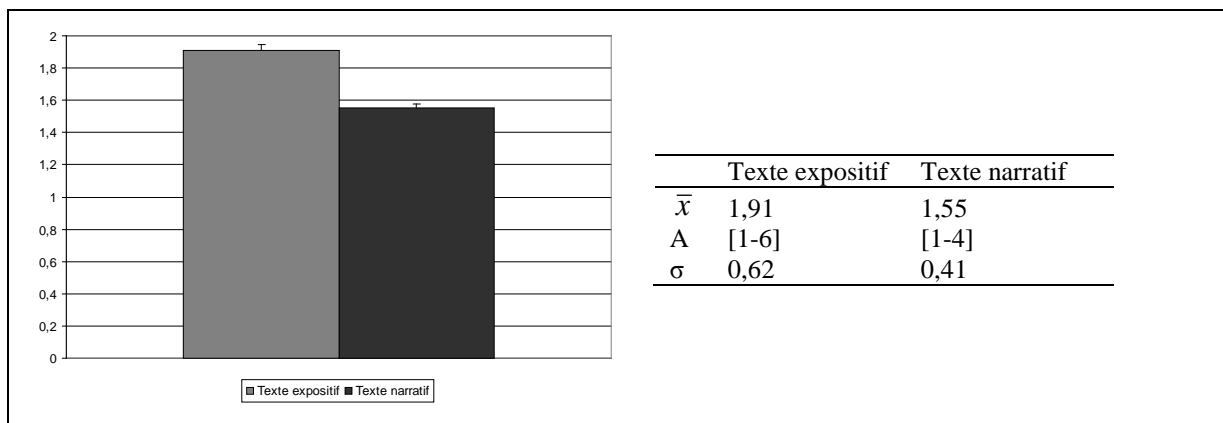 2
1,8
1,6
1,4
1,2
1
0,8
0,6
0,4
0,2
0
Texte expositif Texte narratif
Texte expositif Texte narratif
x̅ 1,91 1,55
A [1-6] [1-4]
σ 0,62 0,41